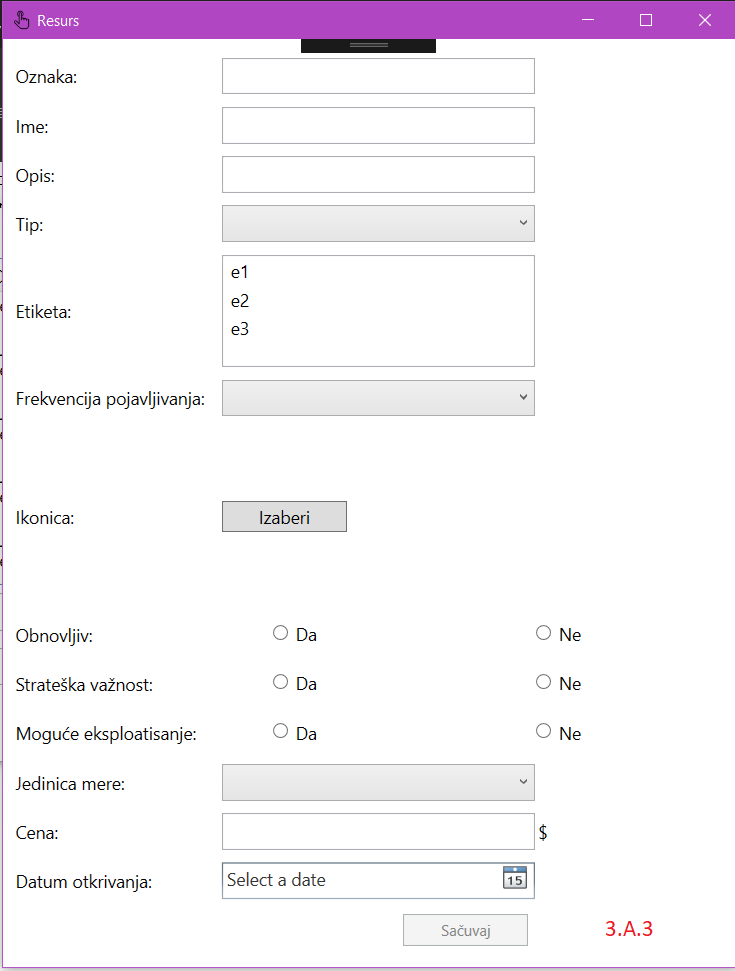 Resurs
Oznaka:
Ime:
Opis:
Tip:
Etiketa:
e1
e2
e3
Frekvencija pojavljivanja:
Ikonica: Izaberi
Obnovljiv: Da Ne
Strateška važnost: Da Ne
Moguće eksploatisanje: Da Ne
Jedinica mere:
Cena: $
Datum otkrivanja: Select a date 15
Sačuvaj 3.A.3